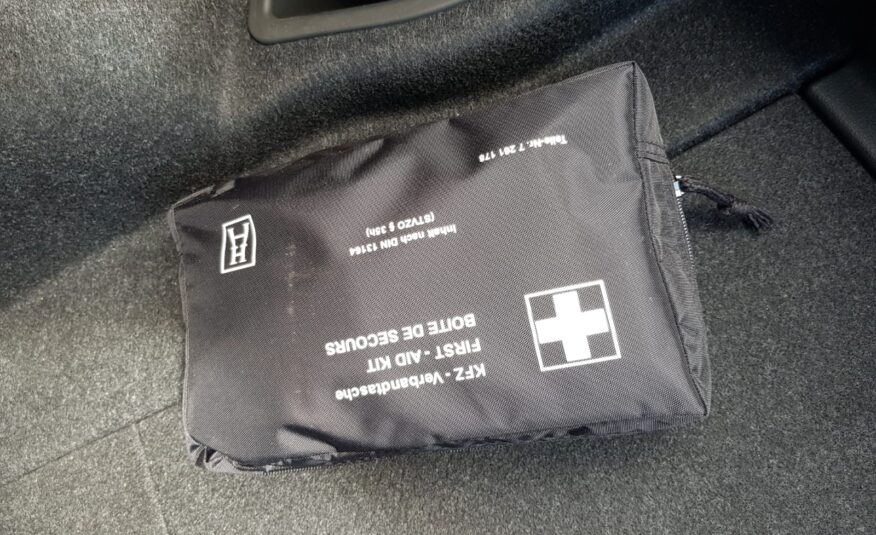 KFZ - Verbandtasche
FIRST - AID KIT
BOITE DE SECOURS
Inhalt nach DIN 13164
(STVZO § 35h)
Teile-Nr. 7 261 178
HH